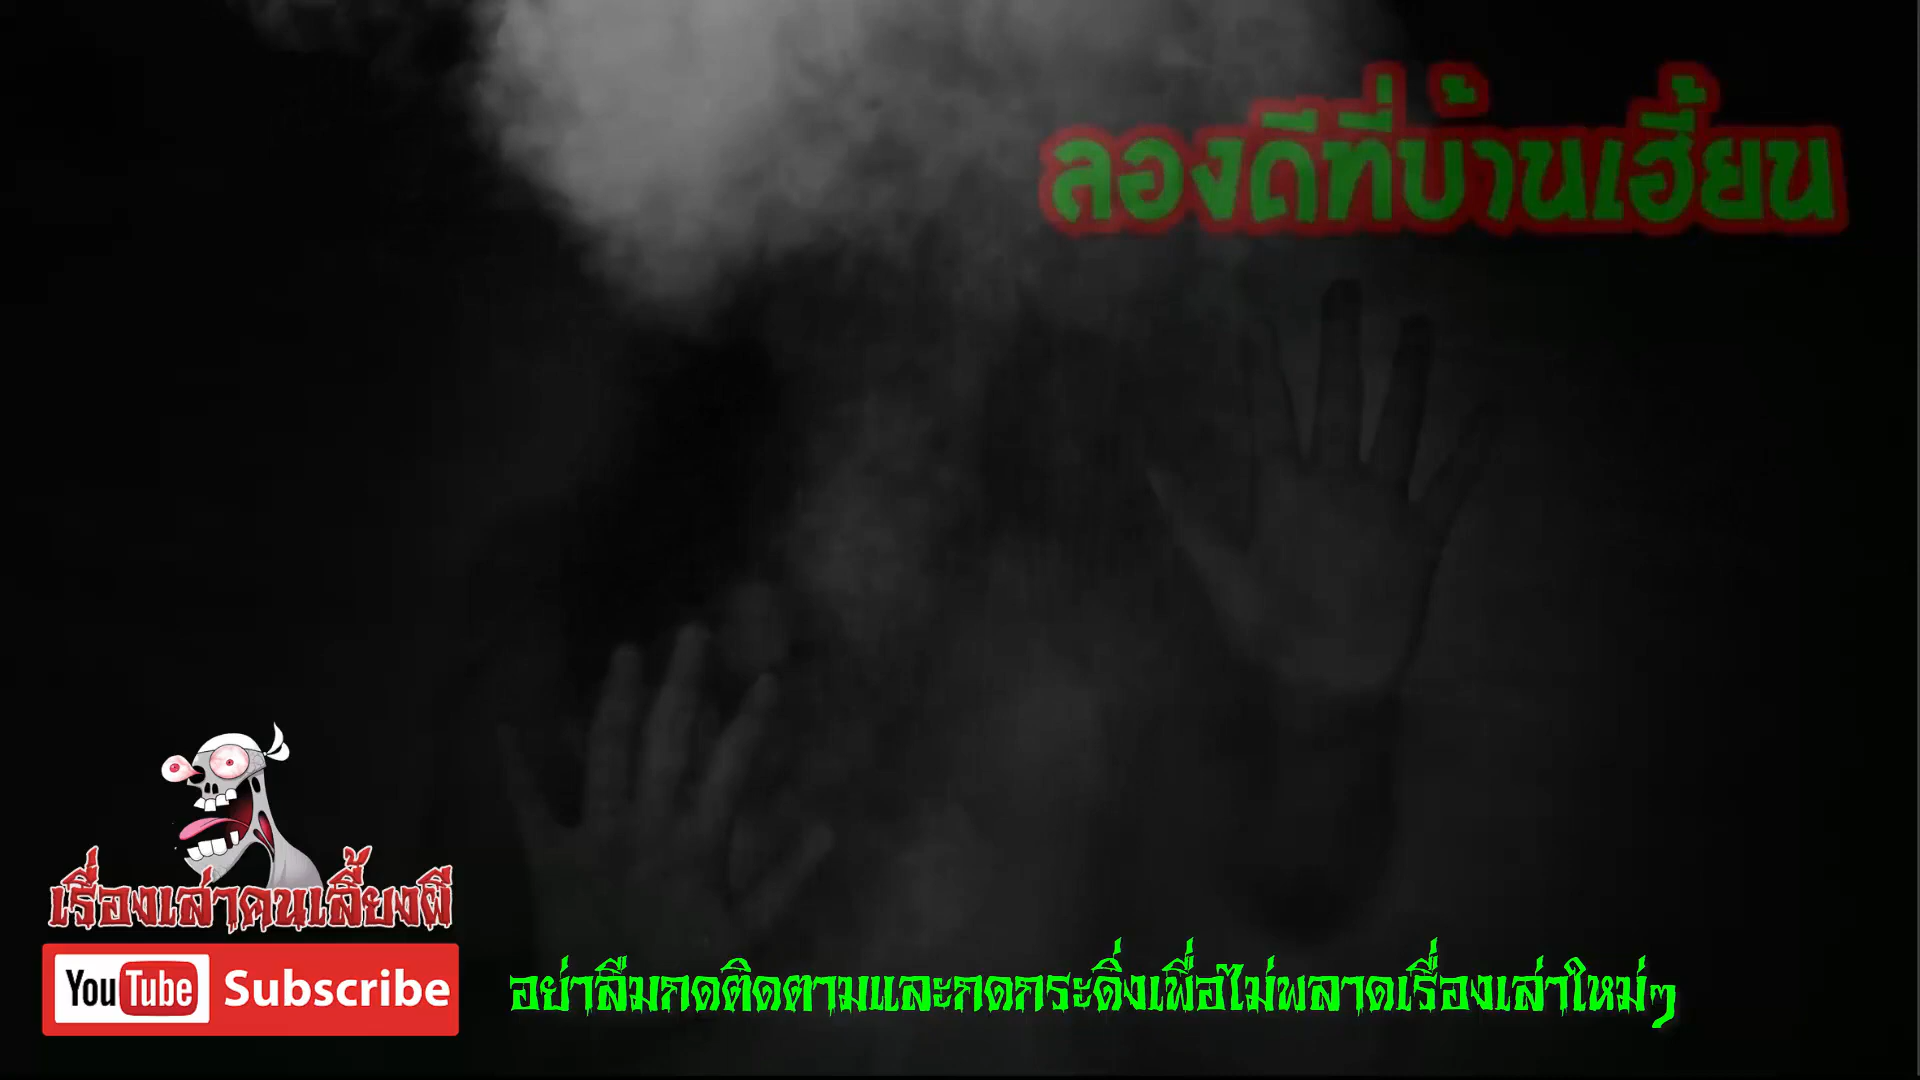 ลองดีที่บ้านเฮี้ยน
เรื่องเล่าคนเลี้ยงผี
YouTube Subscribe
อย่าลืมกดติดตามและกดกระดิ่งเพื่อไม่พลาดเรื่องเล่าใหม่ๆ